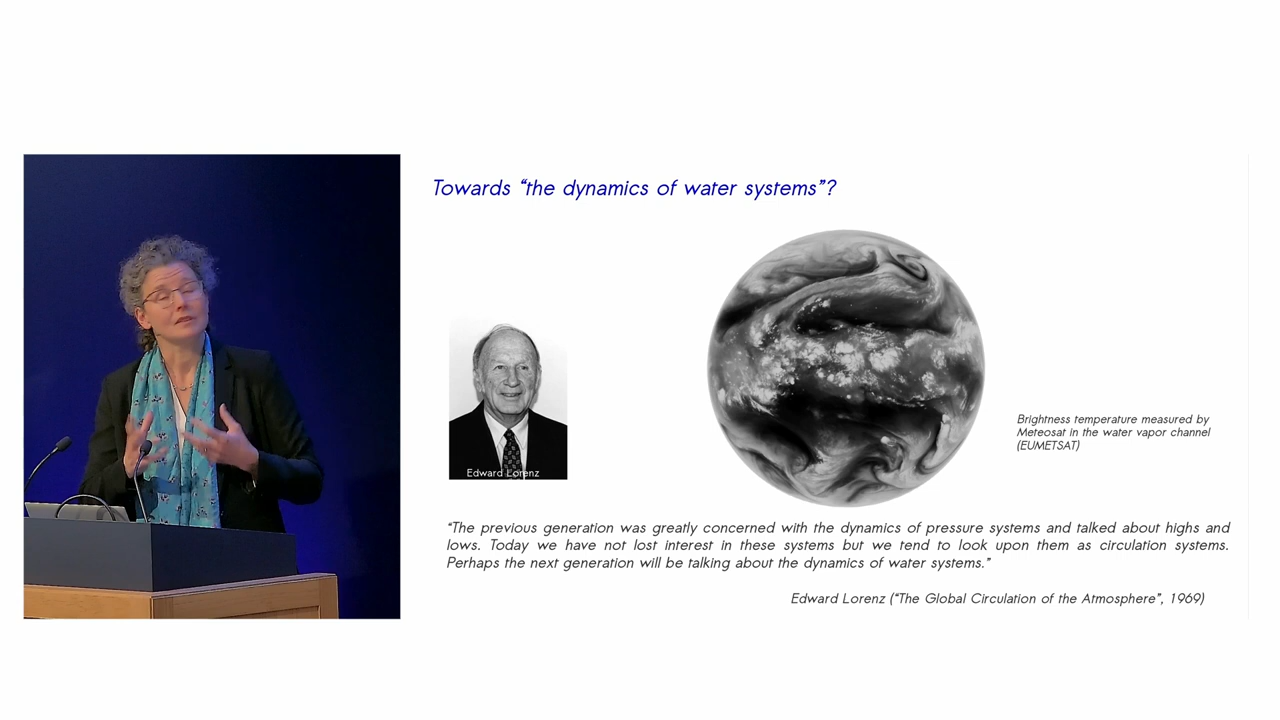 Towards “the dynamics of water systems”?
Edward Lorenz
Brightness temperature measured by
Meteosat in the water vapor channel
(EUMETSAT)
“The previous generation was greatly concerned with the dynamics of pressure systems and talked about highs and
lows. Today we have not lost interest in these systems but we tend to look upon them as circulation systems.
Perhaps the next generation will be talking about the dynamics of water systems.”
Edward Lorenz (“The Global Circulation of the Atmosphere”, 1969)